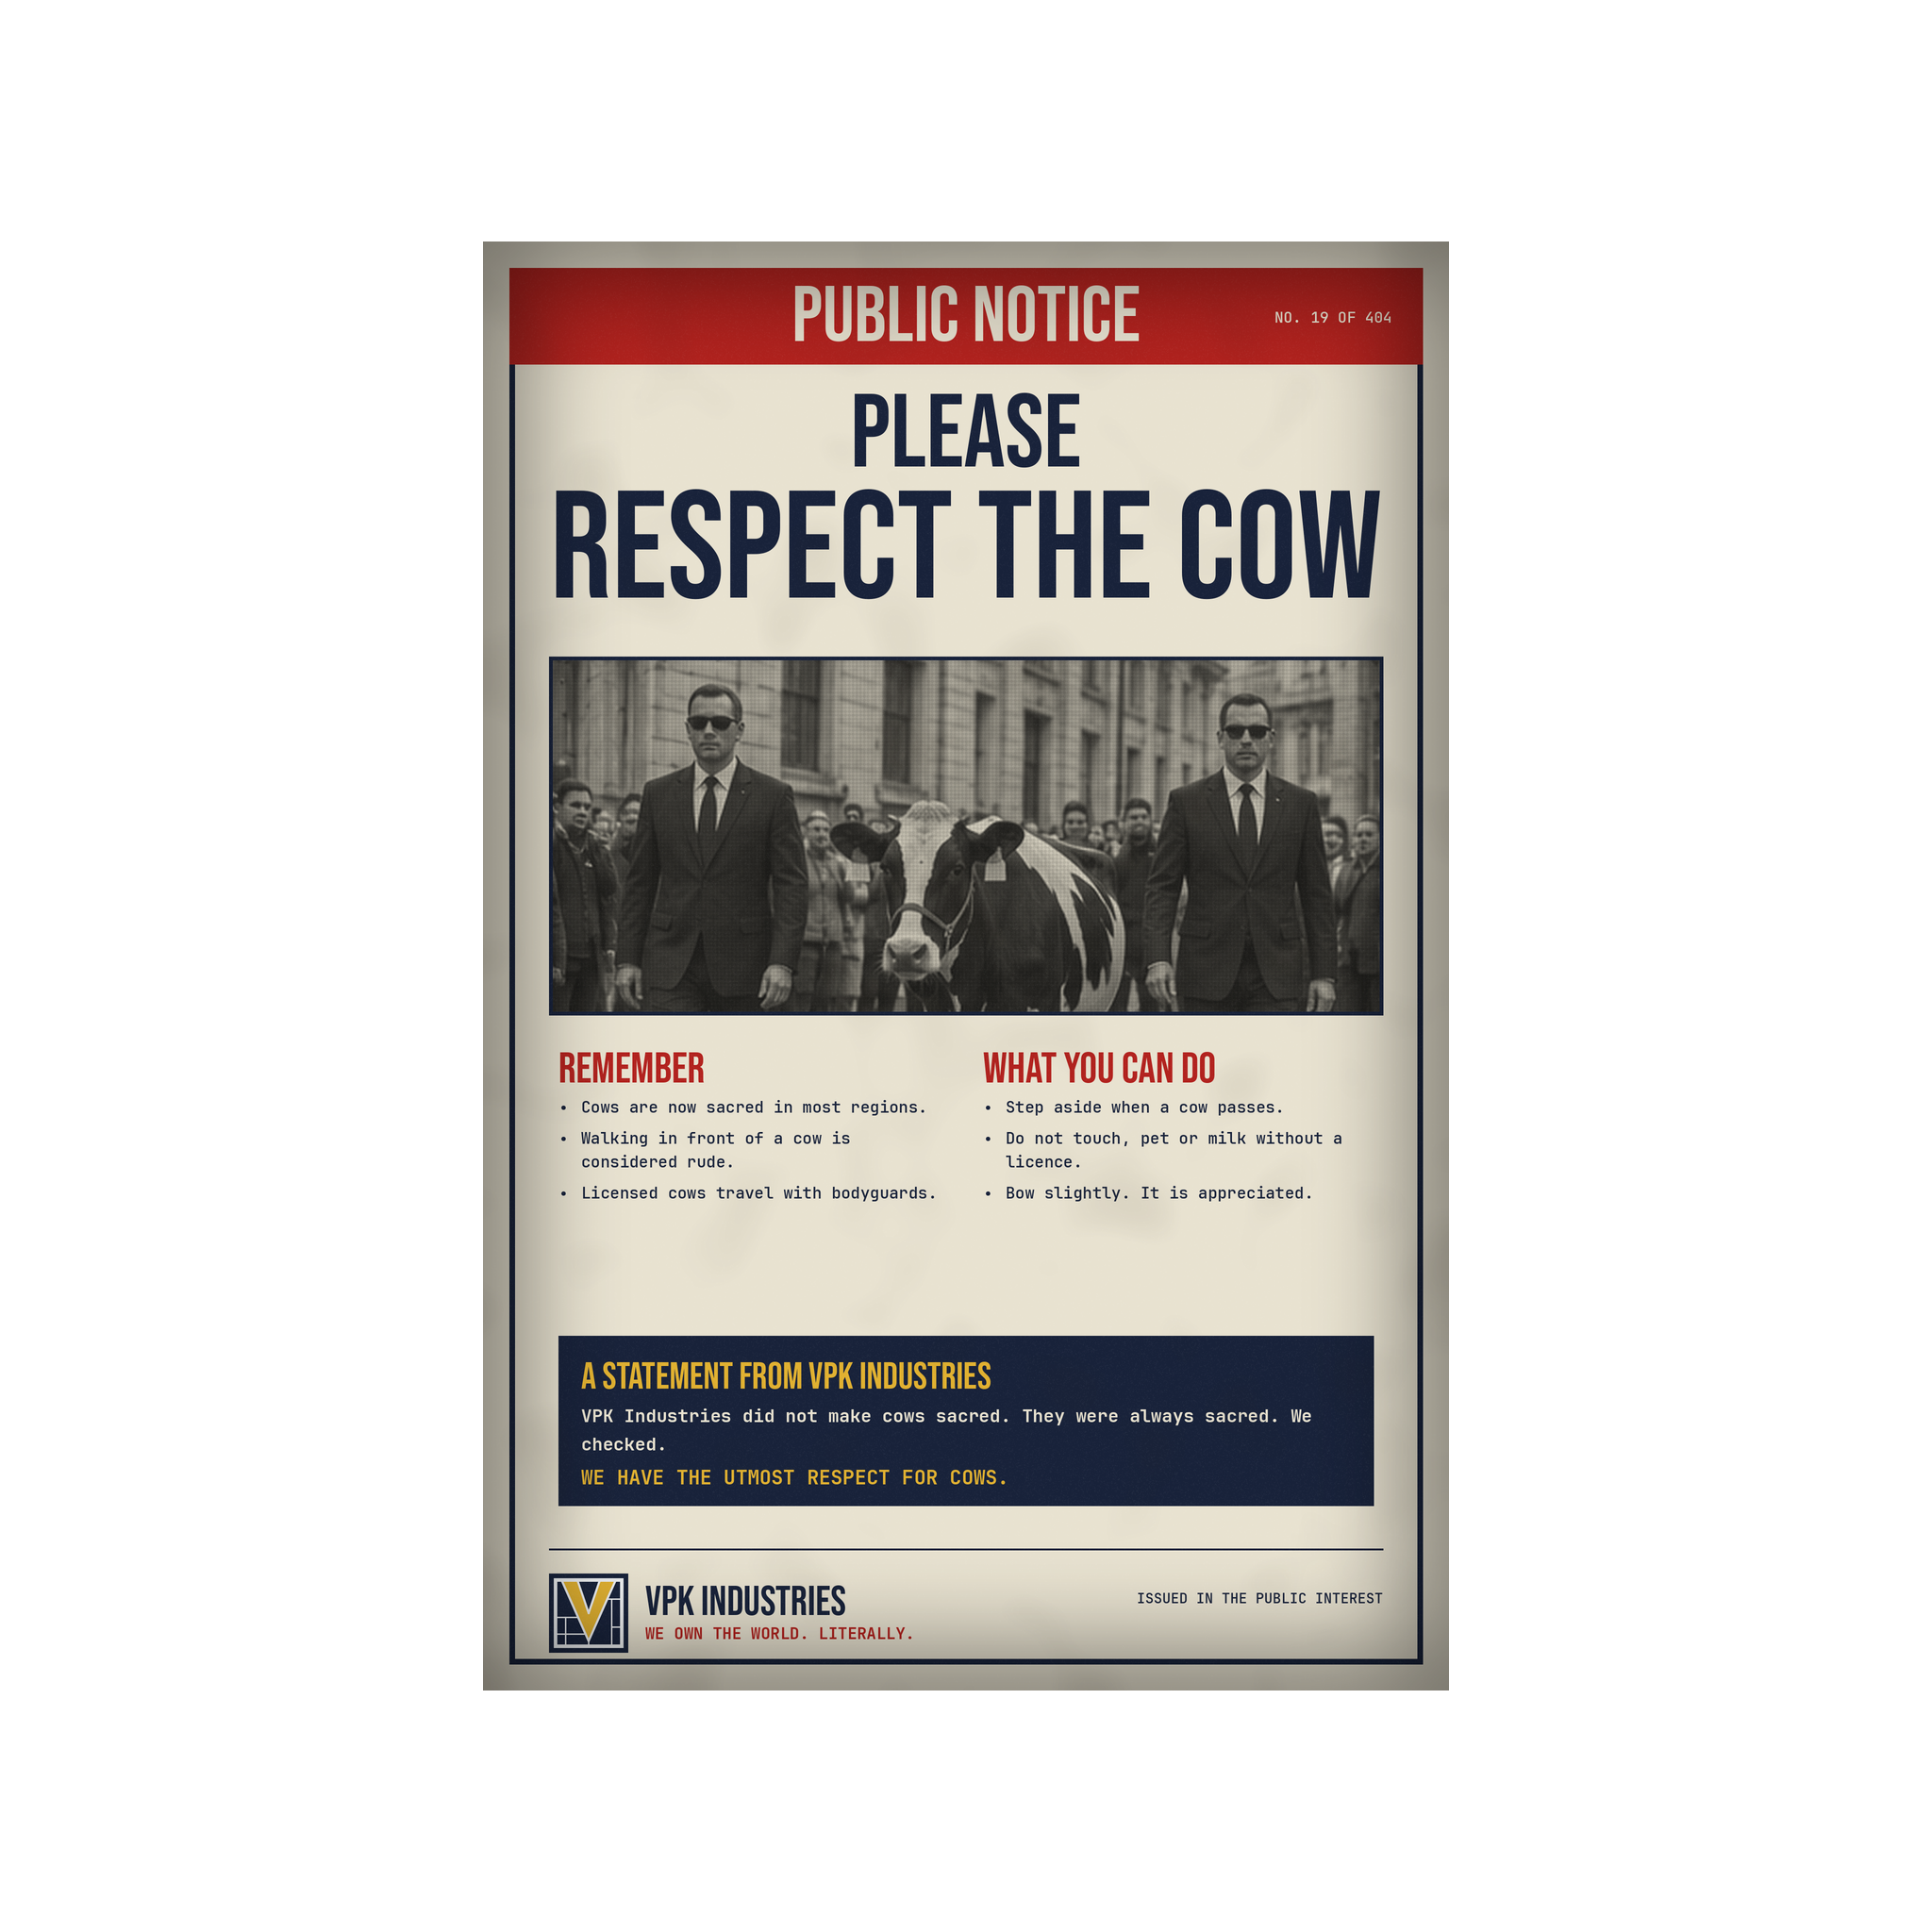 PUBLIC NOTICE
NO. 19 OF 404
PLEASE
RESPECT THE COW
REMEMBER
• Cows are now sacred in most regions.
• Walking in front of a cow is
considered rude.
• Licensed cows travel with bodyguards.
WHAT YOU CAN DO
• Step aside when a cow passes.
• Do not touch, pet or milk without a
licence.
• Bow slightly. It is appreciated.
A STATEMENT FROM VPK INDUSTRIES
VPK Industries did not make cows sacred. They were always sacred. We
checked.
WE HAVE THE UTMOST RESPECT FOR COWS.
V
VPK INDUSTRIES
WE OWN THE WORLD. LITERALLY.
ISSUED IN THE PUBLIC INTEREST